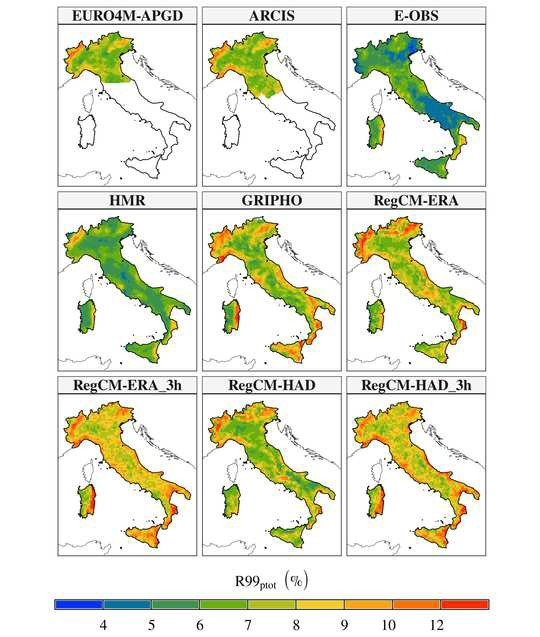 EURO4M-APGD ARCIS E-OBS
HMR GRIPHO RegCM-ERA
RegCM-ERA_3h RegCM-HAD RegCM-HAD_3h
R99ptot (%)
4 5 6 7 8 9 10 12